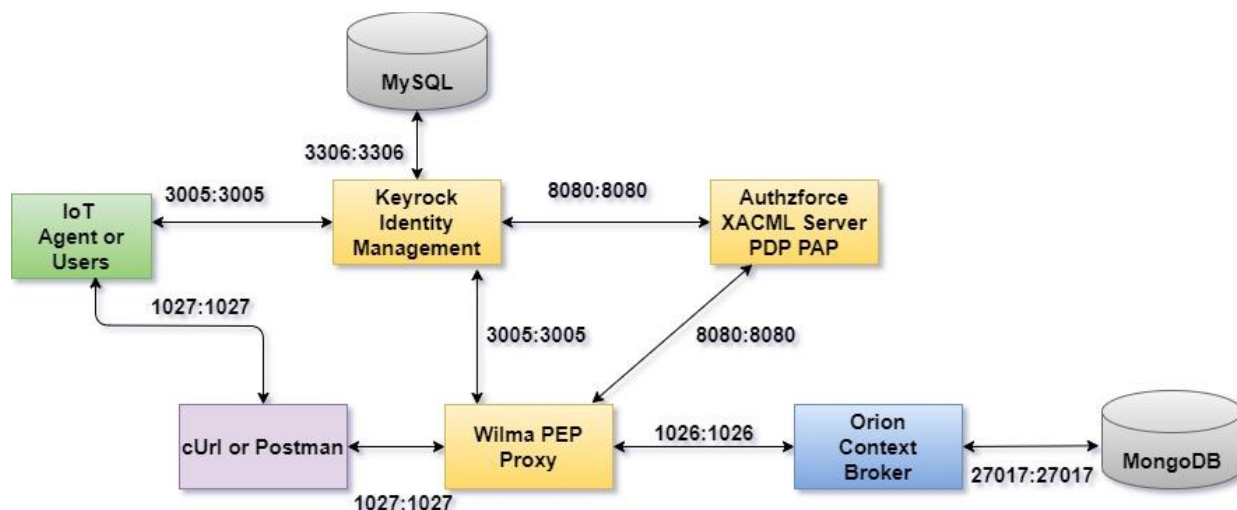 MySQL
3306:3306
3005:3005
8080:8080
IoT
Agent or
Users
Keyrock
Identity
Management
Authzforce
XACML Server
PDP PAP
1027:1027
3005:3005
8080:8080
cUrl or Postman
Wilma PEP
Proxy
1026:1026
Orion
Context
Broker
MongoDB
27017:27017
1027:1027